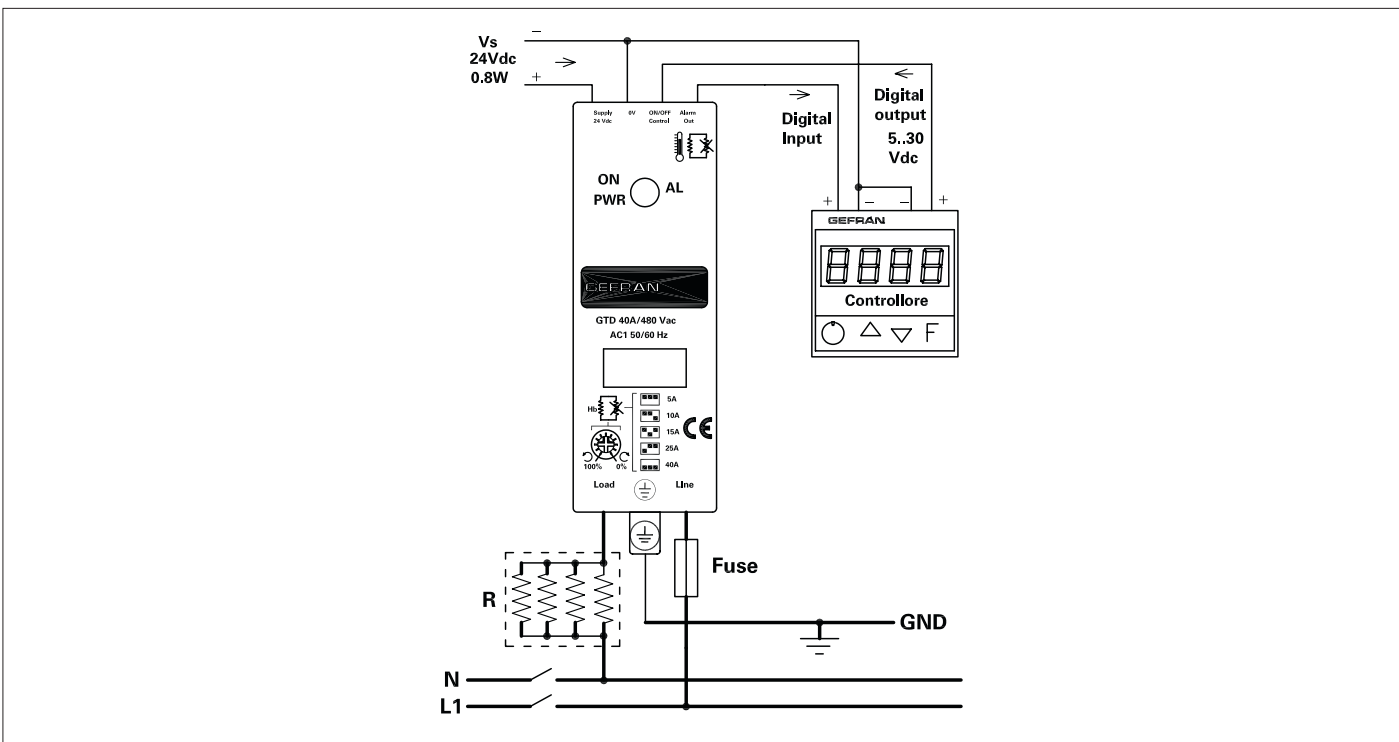 Vs
24Vdc
0.8W
−
+
Supply
24 Vdc
0V
ON/OFF
Control
Alarm
Out
Digital
Input
Digital
output
5..30
Vdc
+
−
−
+
ON
PWR
AL
GEFRAN
8888
Controllore
F
GEFRAN
GTD 40A/480 Vac
AC1 50/60 Hz
Hb
100%
0%
5A
10A
15A
25A
40A
CE
Load
Line
R
Fuse
GND
N
L1